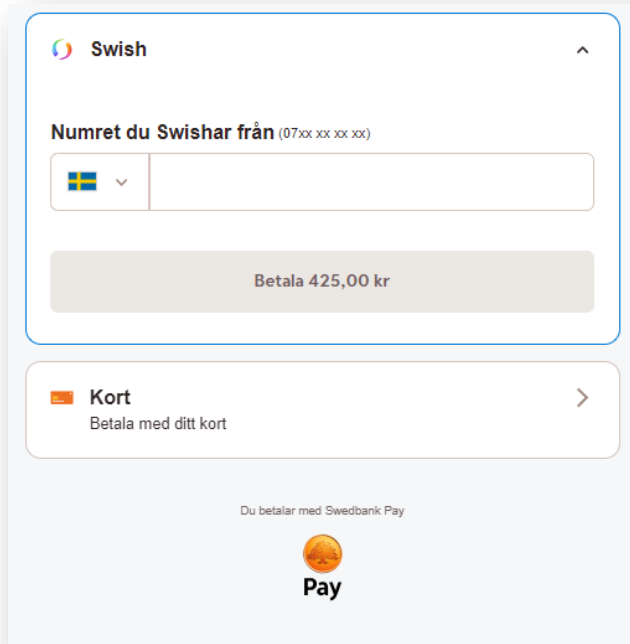 Swish
Numret du Swishar från (07xx xx xx xx)
Betala 425,00 kr
Kort
Betala med ditt kort
Du betalar med Swedbank Pay
Pay